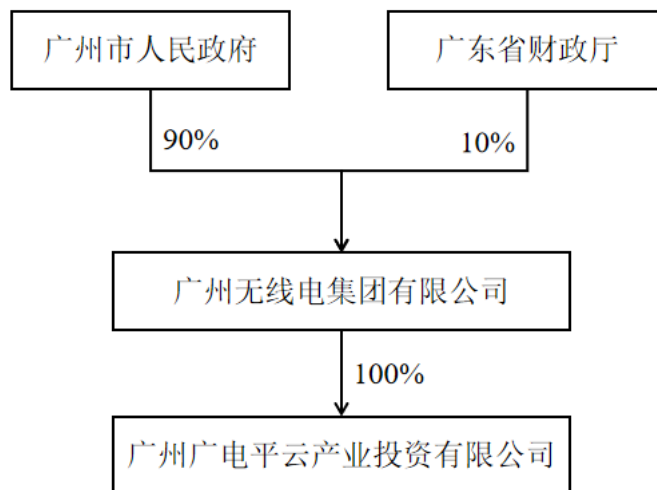 广州市人民政府
广东省财政厅
90%
10%
广州无线电集团有限公司
100%
广州广电平云产业投资有限公司